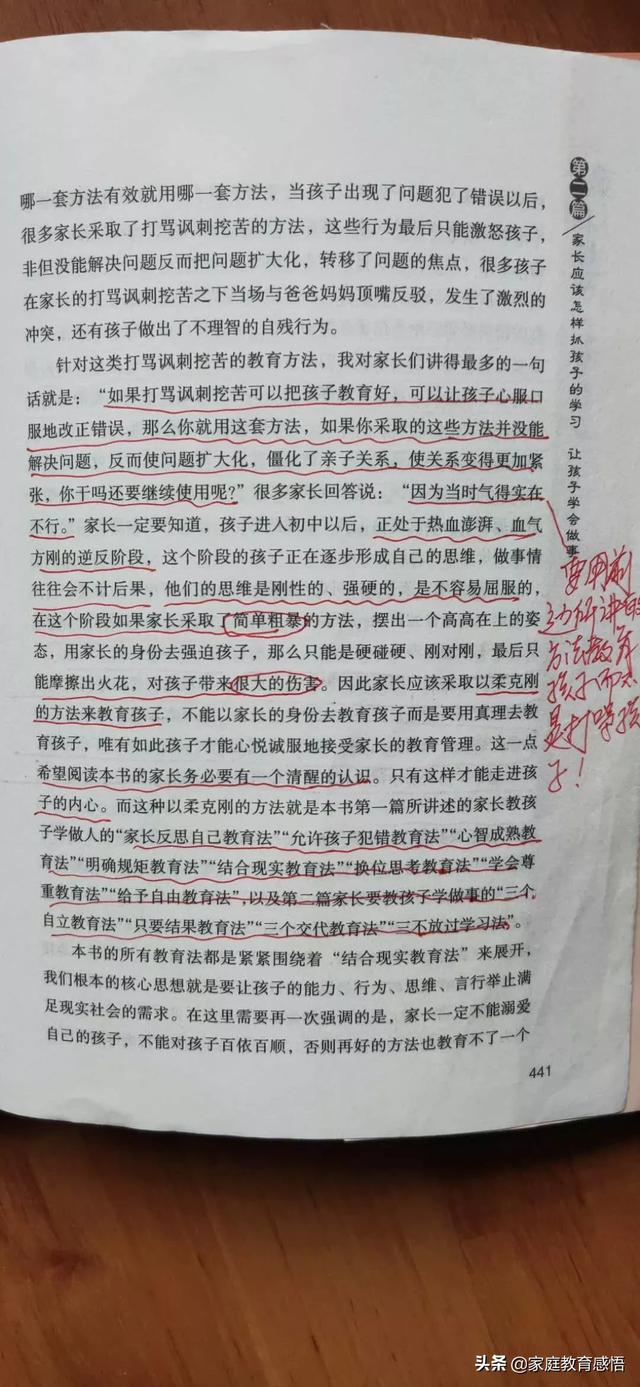 哪一套方法有效就用哪一套方法，当孩子出现了问题犯了错误以后，
很多家长采取了打骂讽刺挖苦的方法，这些行为最后只能激怒孩子，
非但没能解决问题反而把问题扩大化，转移了问题的焦点，很多孩子
在家长的打骂讽刺挖苦之下当场与爸爸妈妈顶嘴反驳，发生了激烈的
冲突，还有孩子做出了不理智的自残行为。
针对这类打骂讽刺挖苦的教育方法，我对家长们讲得最多的一句
话就是：“如果打骂讽刺挖苦可以把孩子教育好，可以让孩子心服口
服地改正错误，那么你就用这套方法，如果你采取的这些方法并没能
解决问题，反而使问题扩大化，僵化了亲子关系，使关系变得更加紧
张，你干吗还要继续使用呢？”很多家长回答说：“因为当时气得实在
不行。”家长一定要知道，孩子进入初中以后，正处于热血澎湃、血气
方刚的逆反阶段，这个阶段的孩子正在逐步形成自己的思维，做事情
往往会不计后果，他们的思维是刚性的、强硬的，是不容易屈服的，
在这个阶段如果家长采取了简单粗暴的方法，摆出一个高高在上的姿
态，用家长的身份去强迫孩子，那么只能是硬碰硬、刚对刚，最后只
能摩擦出火花，对孩子带来很大的伤害。因此家长应该采取以柔克刚
的方法来教育孩子，不能以家长的身份去教育孩子而是要用真理去教
育孩子，唯有如此孩子才能心悦诚服地接受家长的教育管理。这一点
希望阅读本书的家长务必要有一个清醒的认识。只有这样才能走进孩
子的内心。而这种以柔克刚的方法就是本书第一篇所讲述的家长教孩
子学做人的“家长反思自己教育法”“允许孩子犯错教育法”“心智成熟教
育法”“明确规矩教育法”“结合现实教育法”“换位思考教育法”“学会尊
重教育法”“给予自由教育法”，以及第二篇家长要教孩子学做事的“三个
自立教育法”“只要结果教育法”“三个交代教育法”“三不放过学习法”。
本书的所有教育法都是紧紧围绕着“结合现实教育法”来展开，
我们根本的核心思想就是要让孩子的能力、行为、思维、言行举止满
足现实社会的需求。在这里需要再一次强调的是，家长一定不能溺爱
自己的孩子，不能对孩子百依百顺，否则再好的方法也教育不了一个
441
第二篇
家长应该怎样抓孩子的学习 让孩子学会做事
要用前
边所讲
方法教育
孩子而不
是打骂孩
子！
头条 @家庭教育感悟